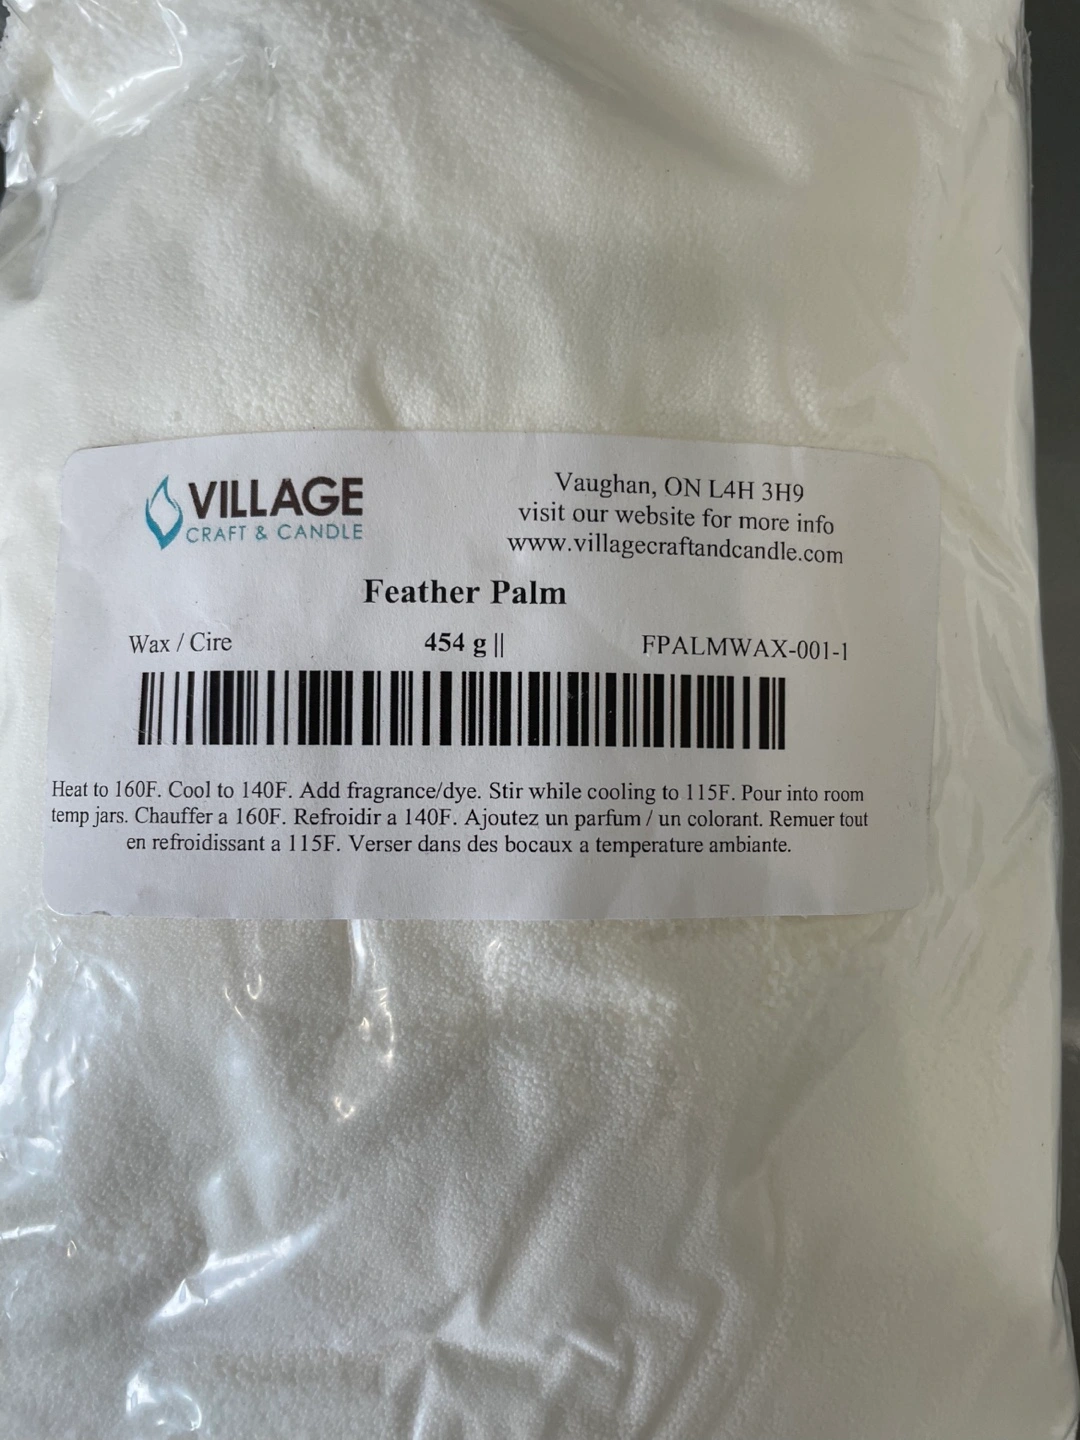 VILLAGE
CRAFT & CANDLE
Vaughan, ON L4H 3H9
visit our website for more info
www.villagecraftandcandle.com
Feather Palm
Wax / Cire 454 g || FPALMWAX-001-1
Heat to 160F. Cool to 140F. Add fragrance/dye. Stir while cooling to 115F. Pour into room
temp jars. Chauffer a 160F. Refroidir a 140F. Ajoutez un parfum / un colorant. Remuer tout
en refroidissant a 115F. Verser dans des bocaux a temperature ambiante.